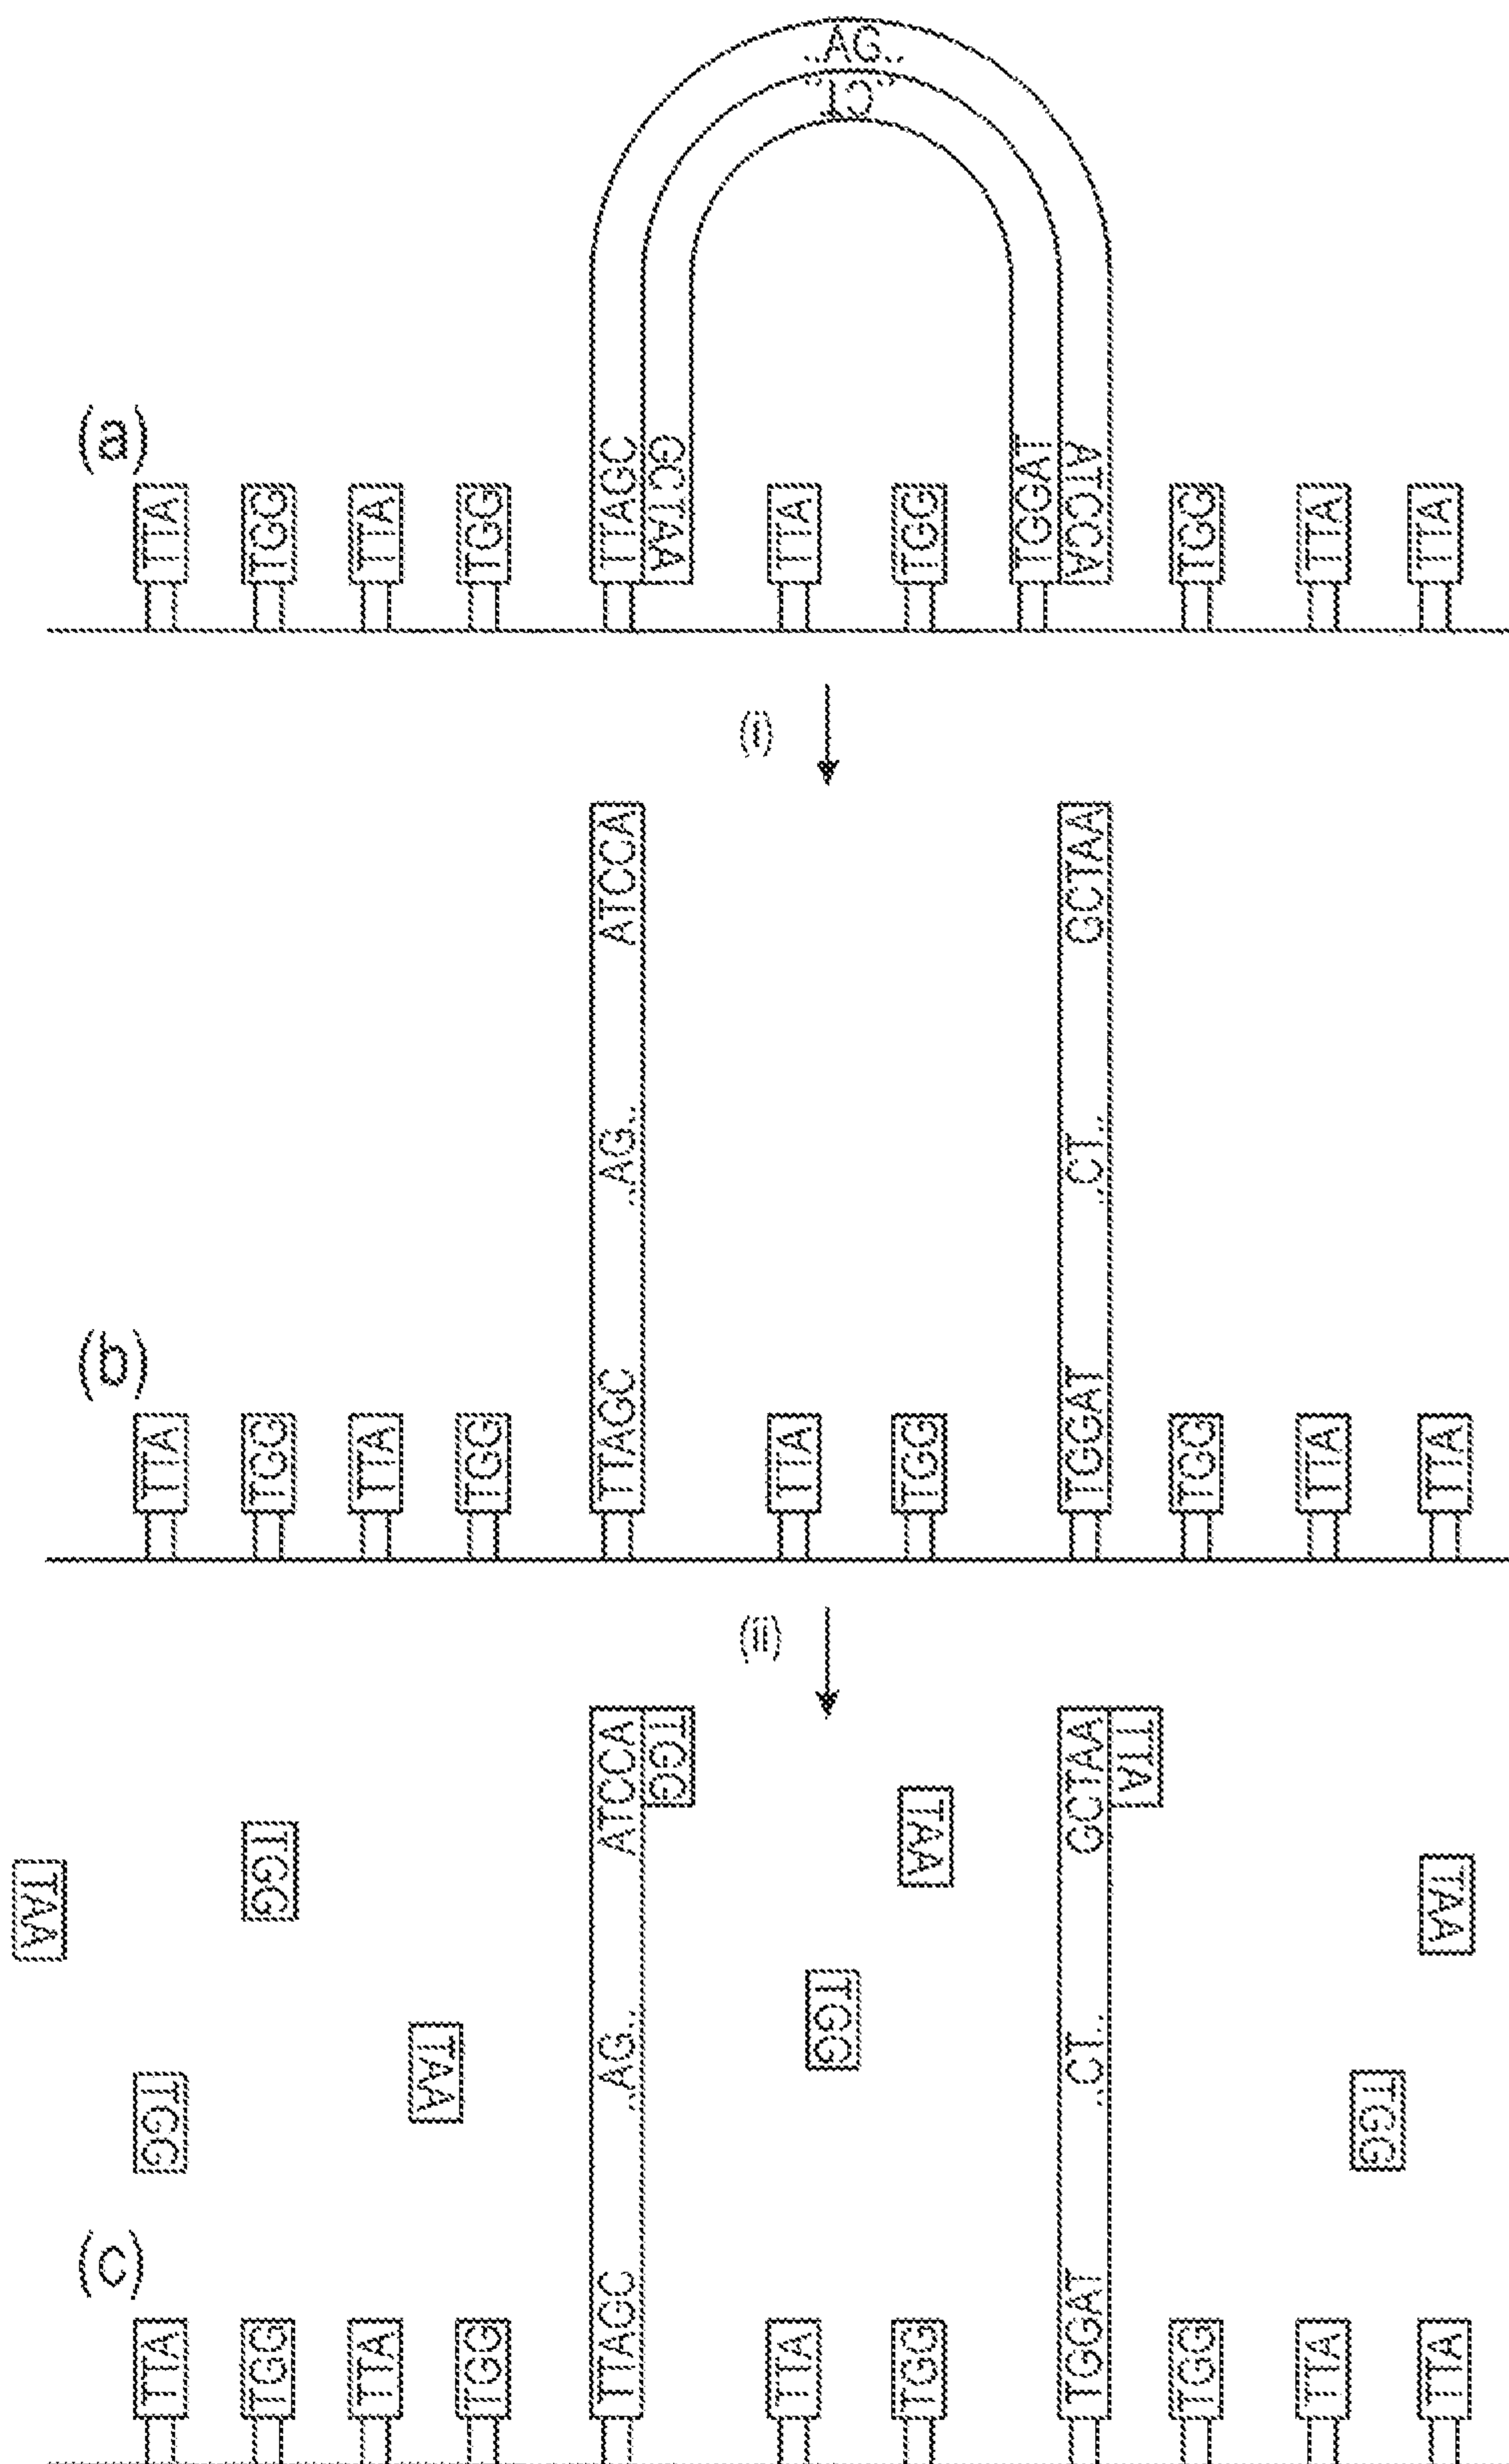 ..AG..
..CT..
(a)
TTA
TGG
TTA
TGG
TTAGC
GCTAA
TTA
TGG
TGGAT
ATCCA
TGG
TTA
TTA
(i)
ATCCA
GCTAA
..AG..
..CT..
(b)
TTA
TGG
TTA
TGG
TTAGC
TTA
TGG
TGGAT
TGG
TTA
TTA
(ii)
ATCCA
TGG
GCTAA
TTA
TAA
TGG
TAA
TAA
TGG
..AG..
..CT..
TGG
TAA
TGG
(c)
TTA
TGG
TTA
TGG
TTAGC
TTA
TGG
TGGAT
TGG
TTA
TTA